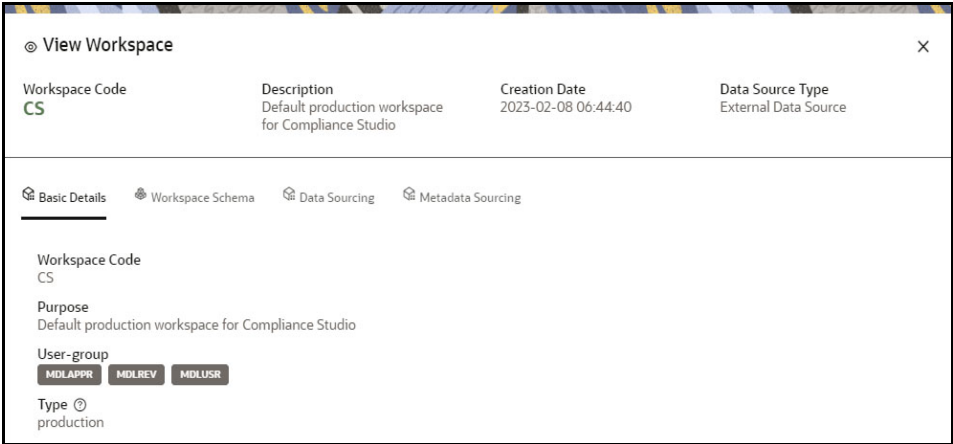 View Workspace
Workspace Code Description Creation Date Data Source Type
CS Default production workspace 2023-02-08 06:44:40 External Data Source
for Compliance Studio
Basic Details Workspace Schema Data Sourcing Metadata Sourcing
Workspace Code
CS
Purpose
Default production workspace for Compliance Studio
User-group
MDLAPPR MDLREV MDLUSR
Type
production